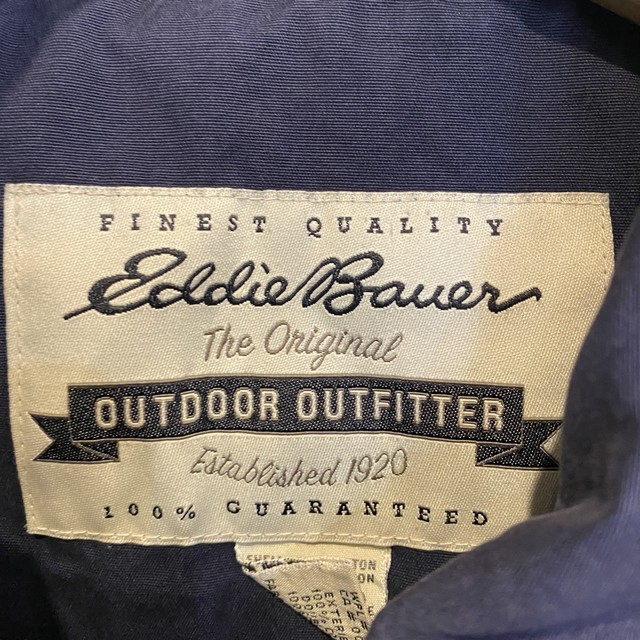 FINEST QUALITY
Eddie Bauer
The Original
OUTDOOR OUTFITTER
Established 1920
100% GUARANTEED